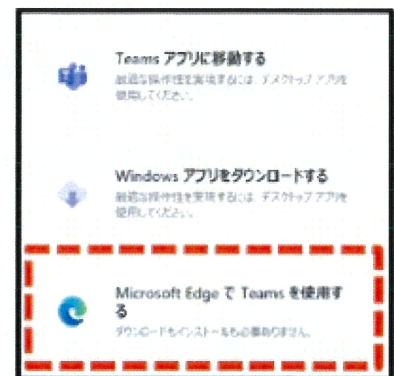 Teams アプリに移動する
最適な操作性を実現するには、デスクトップ アプリを
使用してください。
Windows アプリをダウンロードする
最適な操作性を実現するには、デスクトップ アプリを
使用してください。
Microsoft Edge で Teams を使用す
る
ダウンロードもインストールも必要ありません。